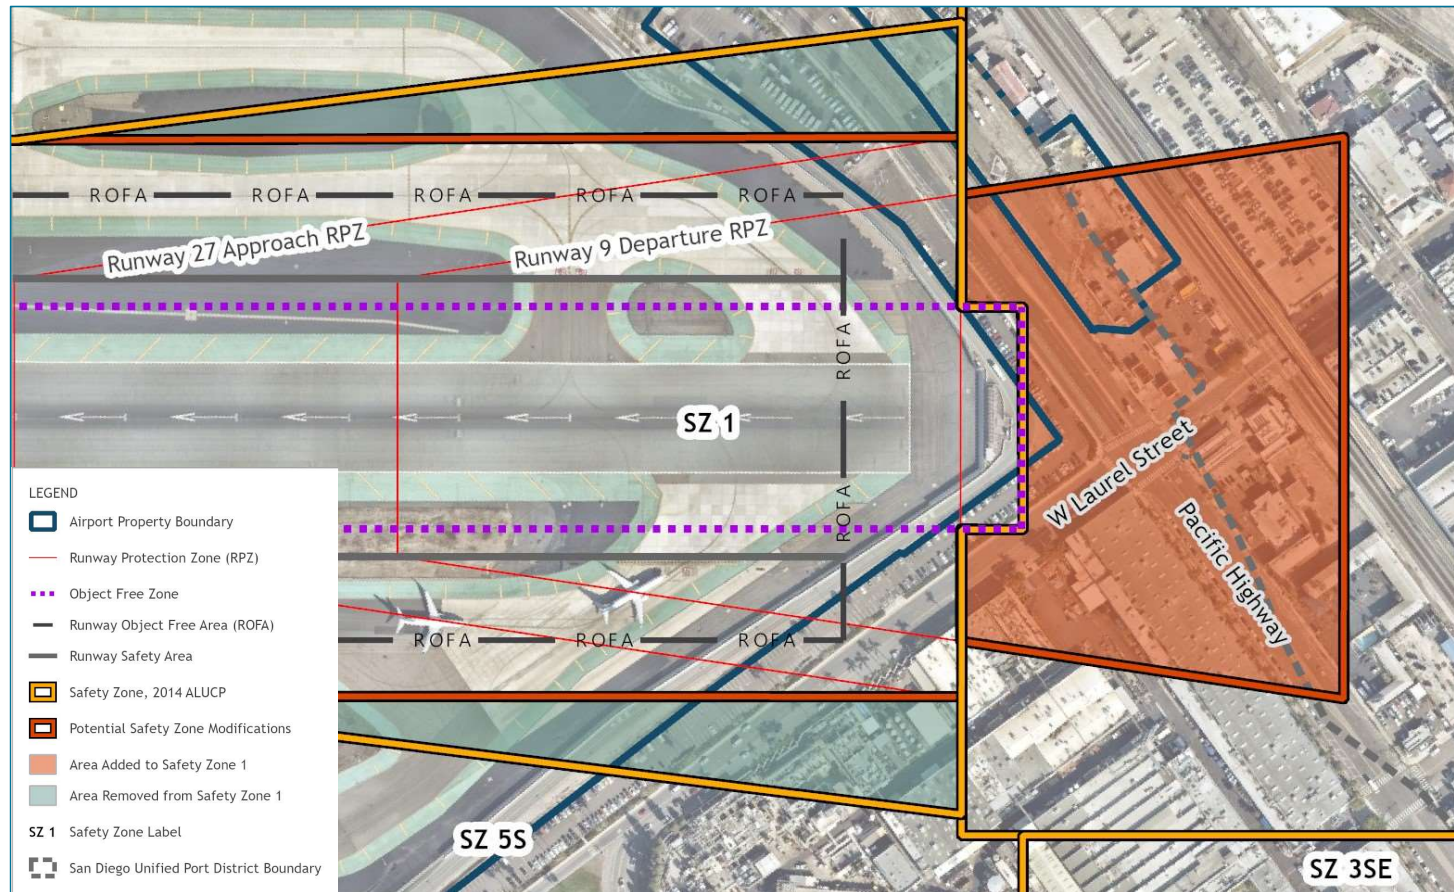 ROFA ROFA ROFA ROFA ROFA
Runway 27 Approach RPZ
Runway 9 Departure RPZ
ROFA
SZ 1
W Laurel Street
ROFA
Pacific Highway
ROFA ROFA ROFA
SZ 5S
SZ 3SE
LEGEND
Airport Property Boundary
Runway Protection Zone (RPZ)
Object Free Zone
Runway Object Free Area (ROFA)
Runway Safety Area
Safety Zone, 2014 ALUCP
Potential Safety Zone Modifications
Area Added to Safety Zone 1
Area Removed from Safety Zone 1
SZ 1 Safety Zone Label
San Diego Unified Port District Boundary